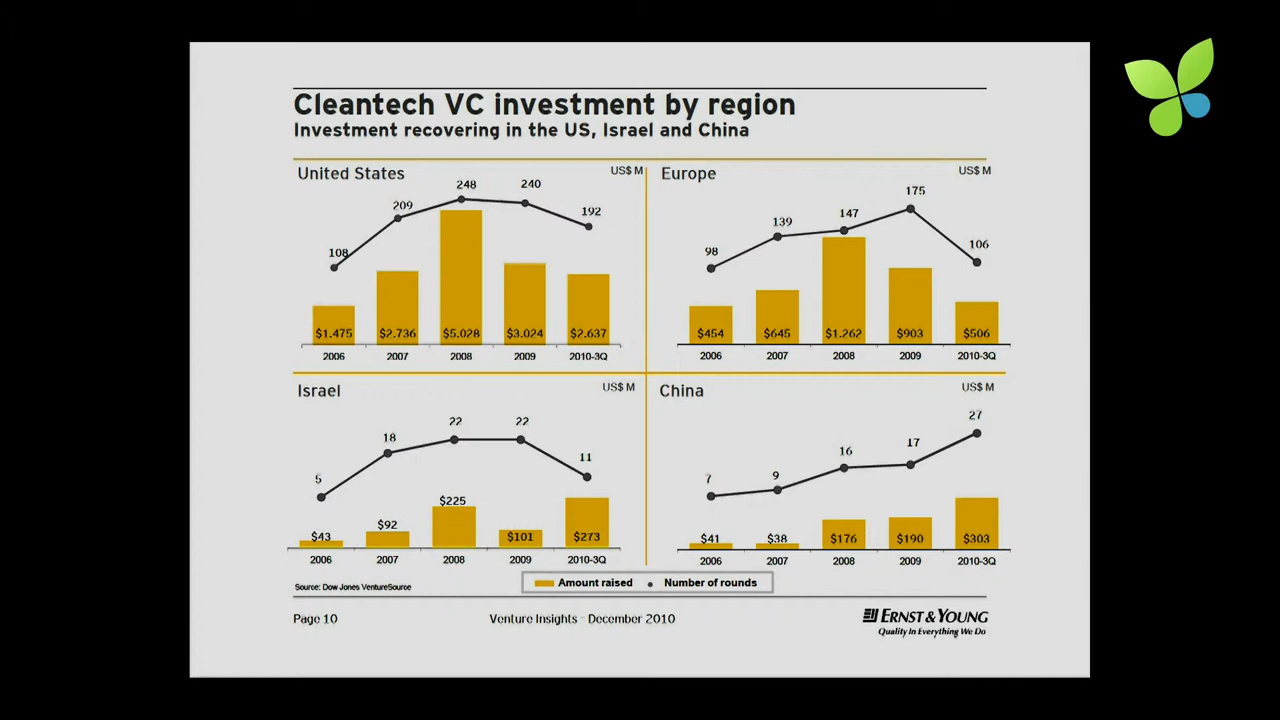 Cleantech VC investment by region
Investment recovering in the US, Israel and China
United States
US$ M
108
209
248
240
192
$1.475
$2.736
$5.028
$3.024
$2.637
2006
2007
2008
2009
2010-3Q
Europe
US$ M
98
139
147
175
106
$454
$645
$1.262
$903
$506
2006
2007
2008
2009
2010-3Q
Israel
US$ M
5
18
22
22
11
$43
$92
$225
$101
$273
2006
2007
2008
2009
2010-3Q
China
US$ M
7
9
16
17
27
$41
$38
$176
$190
$303
2006
2007
2008
2009
2010-3Q
Source: Dow Jones VentureSource
Amount raised
Number of rounds
Page 10
Venture Insights - December 2010
ERNST & YOUNG
Quality In Everything We Do